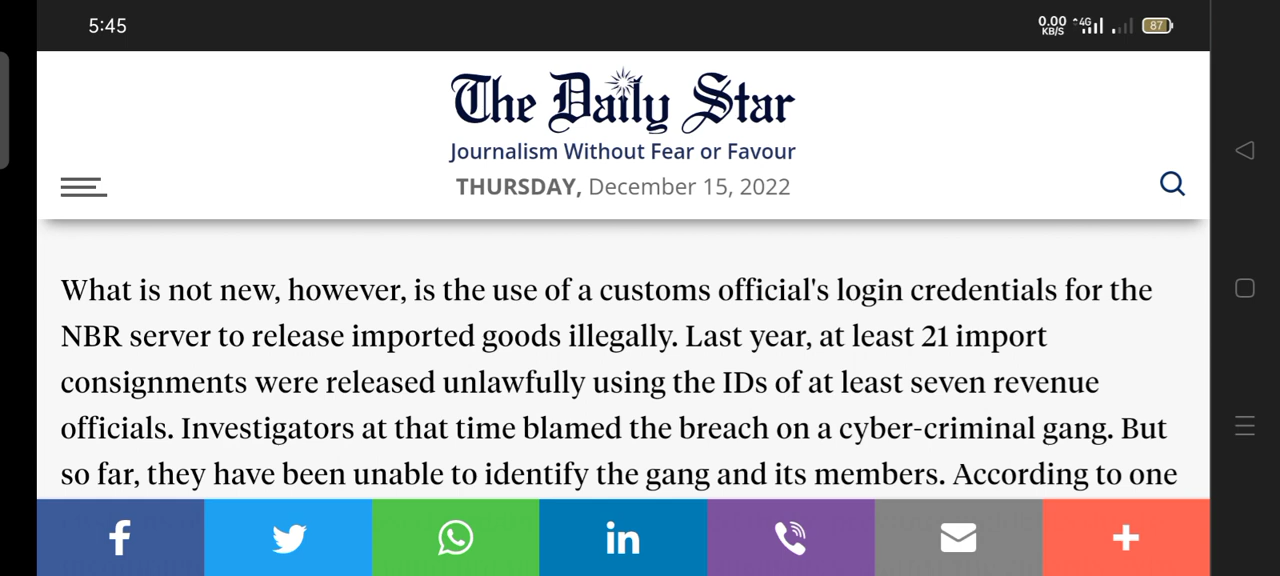 5:45
0.00
KB/S
4G
87
The Daily Star
Journalism Without Fear or Favour
THURSDAY, December 15, 2022
What is not new, however, is the use of a customs official's login credentials for the
NBR server to release imported goods illegally. Last year, at least 21 import
consignments were released unlawfully using the IDs of at least seven revenue
officials. Investigators at that time blamed the breach on a cyber-criminal gang. But
so far, they have been unable to identify the gang and its members. According to one